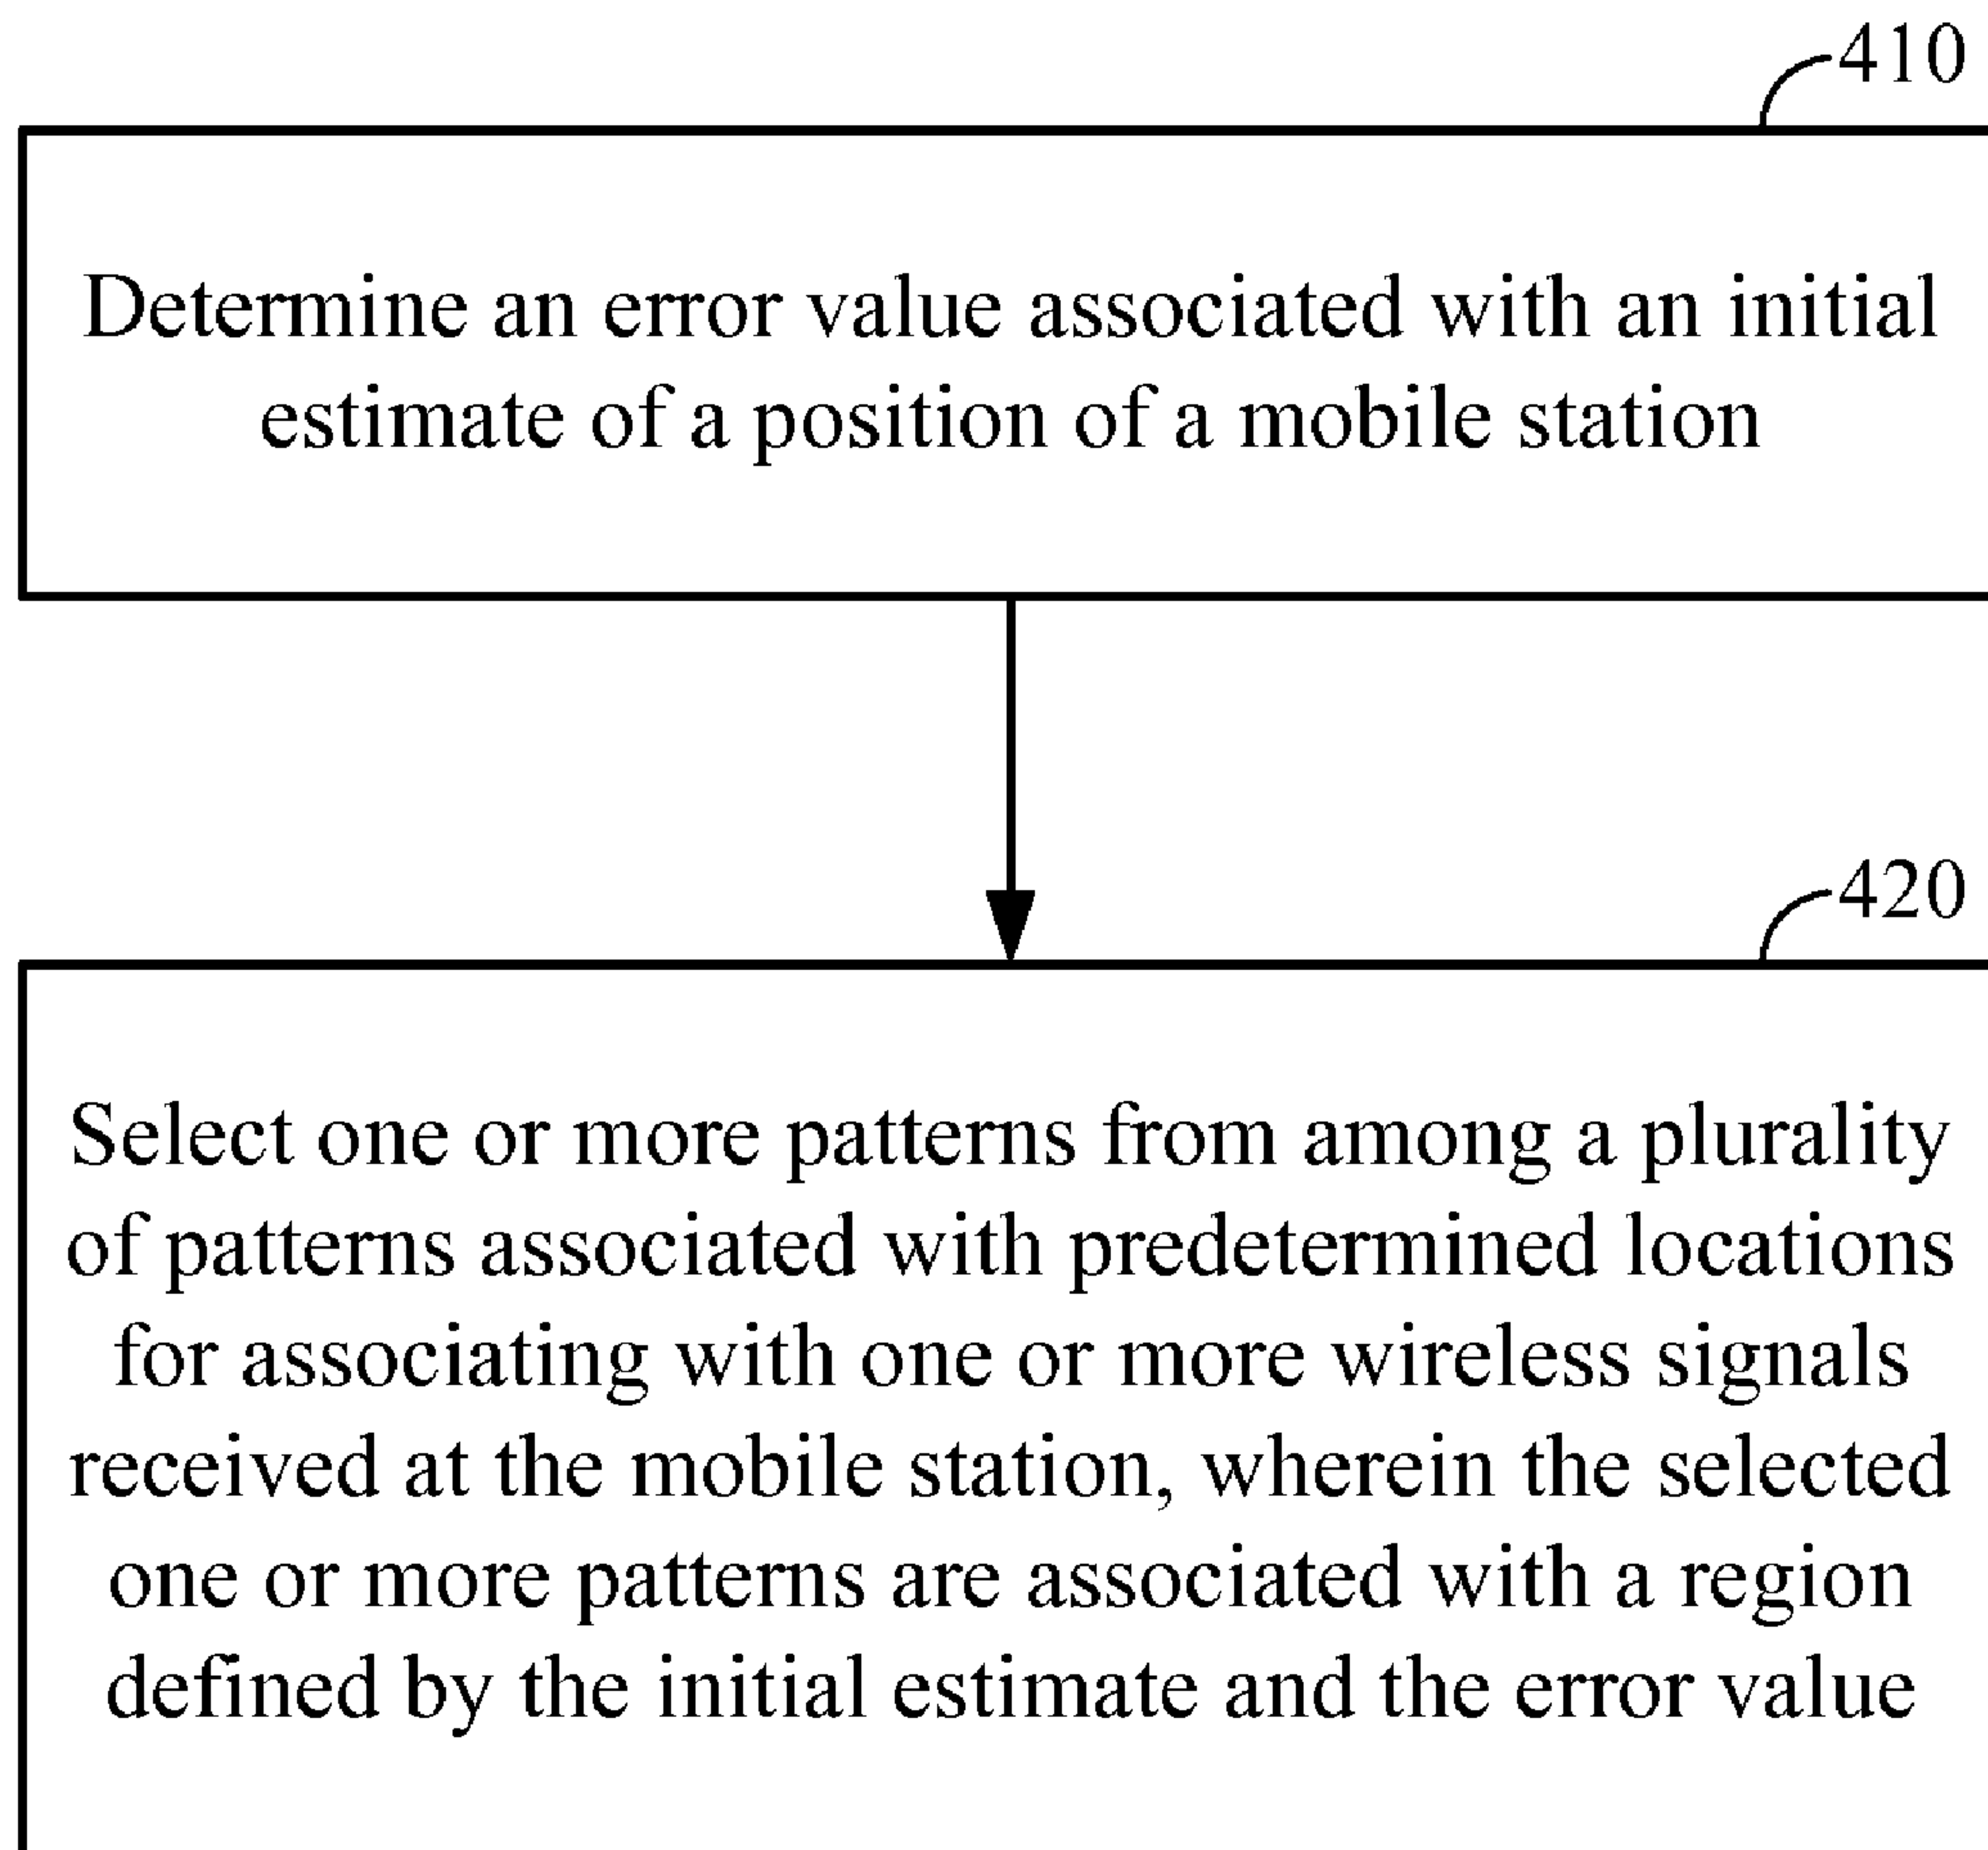 410
Determine an error value associated with an initial
estimate of a position of a mobile station
420
Select one or more patterns from among a plurality
of patterns associated with predetermined locations
for associating with one or more wireless signals
received at the mobile station, wherein the selected
one or more patterns are associated with a region
defined by the initial estimate and the error value